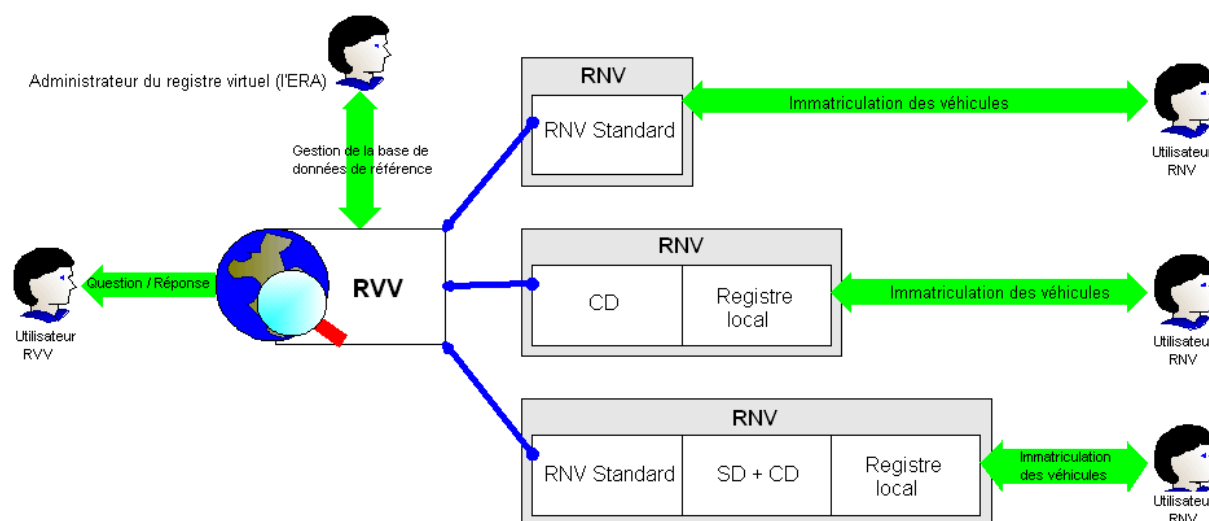 Administrateur du registre virtuel (l'ERA)
Gestion de la base de
données de référence
Question / Réponse
Utilisateur
RVV
RVV
RNV
RNV Standard
Immatriculation des véhicules
Utilisateur
RNV
RNV
CD
Registre
local
Immatriculation des véhicules
Utilisateur
RNV
RNV
RNV Standard
SD + CD
Registre
local
Immatriculation
des véhicules
Utilisateur
RNV